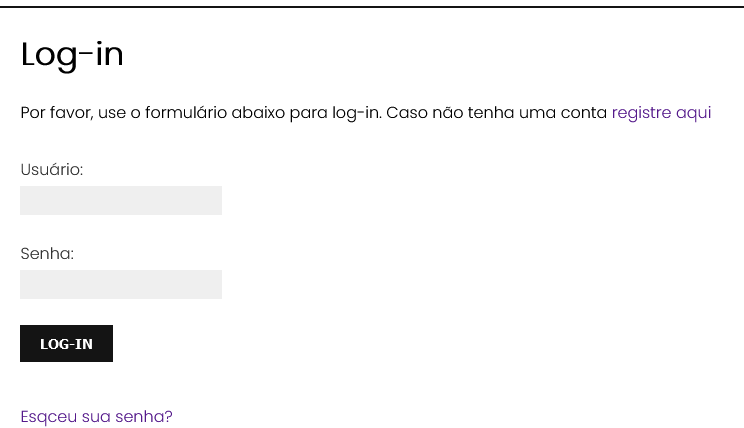 Log-in
Por favor, use o formulário abaixo para log-in. Caso não tenha uma conta registre aqui
Usuário:
Senha:
LOG-IN
Esqceu sua senha?